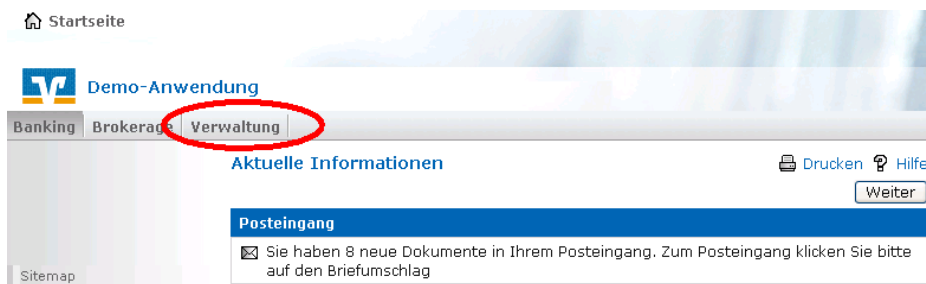 Startseite
Demo-Anwendung
Banking Brokerage Verwaltung
Aktuelle Informationen Drucken Hilfe
Weiter
Posteingang
Sie haben 8 neue Dokumente in Ihrem Posteingang. Zum Posteingang klicken Sie bitte
auf den Briefumschlag
Sitemap